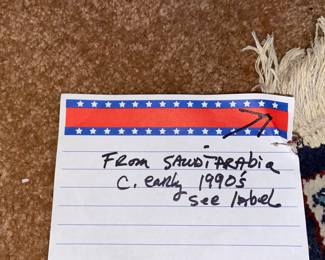 From SAUDI ARABIA
c. early 1990's
see label